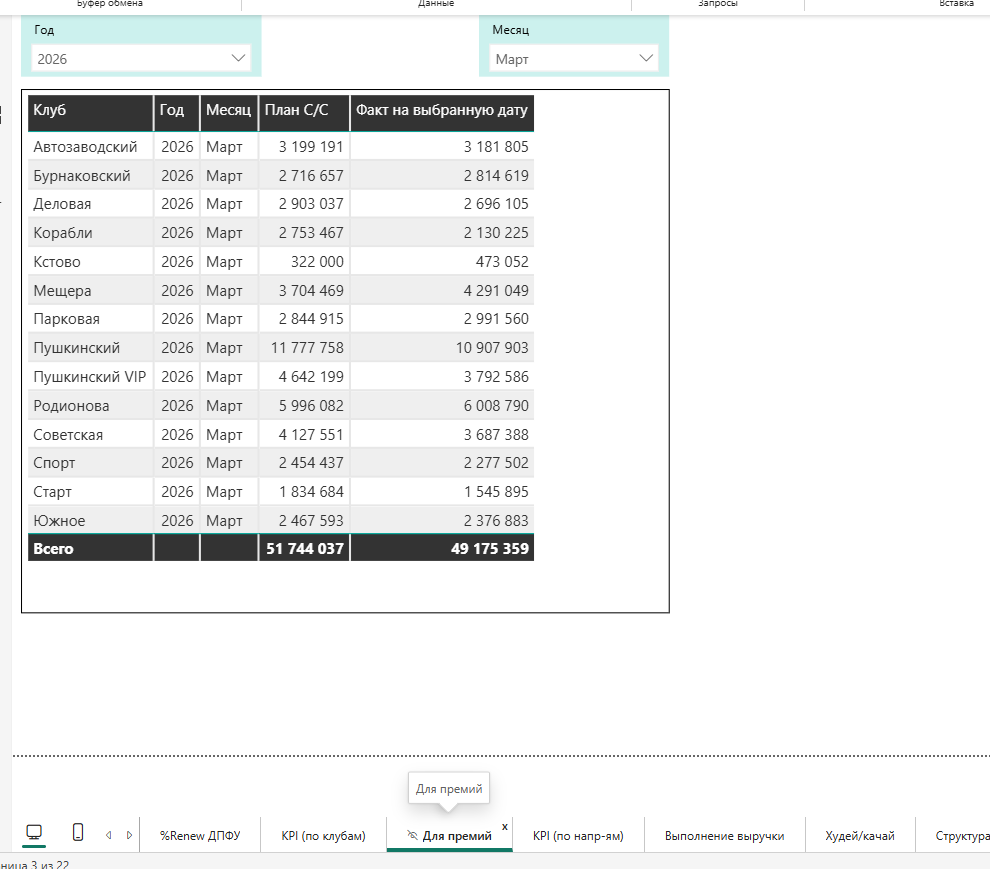 Буфер обмена Данные Запросы Вставка
Год Месяц
2026 Март
Клуб Год Месяц План С/С Факт на выбранную дату
Автозаводский 2026 Март 3 199 191 3 181 805
Бурнаковский 2026 Март 2 716 657 2 814 619
Деловая 2026 Март 2 903 037 2 696 105
Корабли 2026 Март 2 753 467 2 130 225
Кстово 2026 Март 322 000 473 052
Мещера 2026 Март 3 704 469 4 291 049
Парковая 2026 Март 2 844 915 2 991 560
Пушкинский 2026 Март 11 777 758 10 907 903
Пушкинский VIP 2026 Март 4 642 199 3 792 586
Родионова 2026 Март 5 996 082 6 008 790
Советская 2026 Март 4 127 551 3 687 388
Спорт 2026 Март 2 454 437 2 277 502
Старт 2026 Март 1 834 684 1 545 895
Южное 2026 Март 2 467 593 2 376 883
Всего 51 744 037 49 175 359
Для премий
%Renew ДПФУ KPI (по клубам) Для премий x KPI (по напр-ям) Выполнение выручки Худей/качай Структура
ница 3 из 22